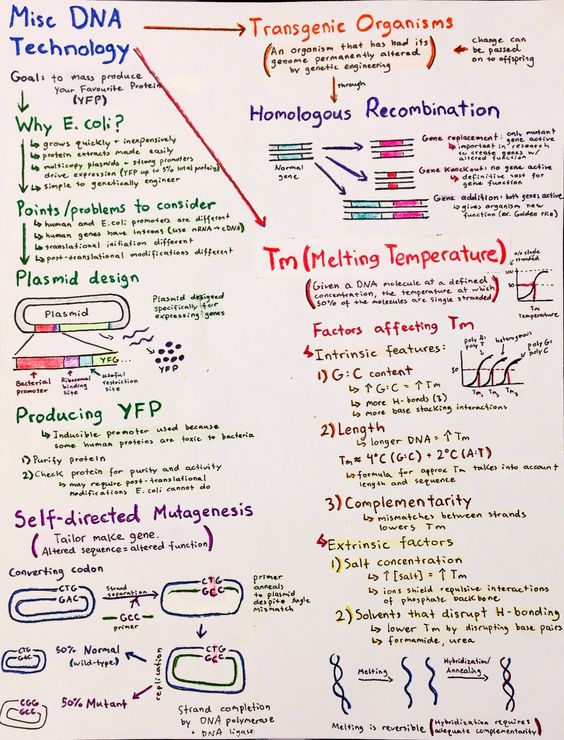 Misc DNA
Technology
Goal: to mass produce
Your Favourite Protein
(YFP)
Why E. coli?
↳ grows quickly + inexpensively
↳ protein extracts made easily
↳ multicopy plasmids + strong promoters
drive expression (YFP up to 5% total protein)
↳ simple to genetically engineer
Points/problems to consider
↳ human and E. coli promoters are different
↳ human genes have introns (use mRNA → cDNA)
↳ translational initiation different
↳ post-translational modifications different
Plasmid design
Plasmid
Plasmid designed
specifically for
expressing genes
YFG
YFP
Bacterial
promoter
Ribosomal
binding
site
useful
restriction
site
Producing YFP
↳ Inducible promoter used because
some human proteins are toxic to bacteria
1) Purify protein
2) Check protein for purity and activity
↳ may require post-translational
modifications E. coli cannot do
Self-directed Mutagenesis
(Tailor make gene.
Altered sequence = altered function)
Converting codon
CTG
GAC
Strand
separation
GCC
primer
CTG
GCC
primer
anneals
to plasmid
despite single
mismatch
replication
CTG
GCC
Strand completion
by DNA polymerase
+ DNA ligase
CTG
GAC
50% Normal
(wild-type)
CGG
GCC
50% Mutant
Transgenic Organisms
(An organism that has had its
genome permanently altered
by genetic engineering)
← Change can
be passed
on to offspring
through
Homologous Recombination
Normal
gene
Gene replacement: only mutant
gene active
↳ important in research
to create genes w/
altered function
Gene Knockout: no gene active
↳ definitive test for
gene function
Gene addition: both genes active
↳ gives organism new
function (ex. Golden rice)
Tm (Melting Temperature)
(Given a DNA molecule at a defined
concentration, the temperature at which
50% of the molecules are single stranded)
% single
stranded
100
50
Tm
Temperature
Factors affecting Tm
↳ Intrinsic features:
1) G:C content
↳ ↑ G:C = ↑ Tm
↳ more H-bonds (3)
↳ more base stacking interactions
poly A:
poly T
heterogenous
poly G:
poly C
50
Tm₁ Tm₂ Tm₃
2) Length
↳ longer DNA = ↑ Tm
Tm ≈ 4°C (G:C) + 2°C (A:T)
↳ formula for aprox Tm takes into account
length and sequence
3) Complementarity
↳ mismatches between strands
lowers Tm
↳ Extrinsic factors
1) Salt concentration
↳ ↑ [salt] = ↑ Tm
↳ ions shield repulsive interactions
of phosphate backbone
2) Solvents that disrupt H-bonding
↳ lower Tm by disrupting base pairs
↳ formamide, urea
Melting
Hybridization/
Annealing
Melting is reversible (Hybridization requires
adequate complementarity)